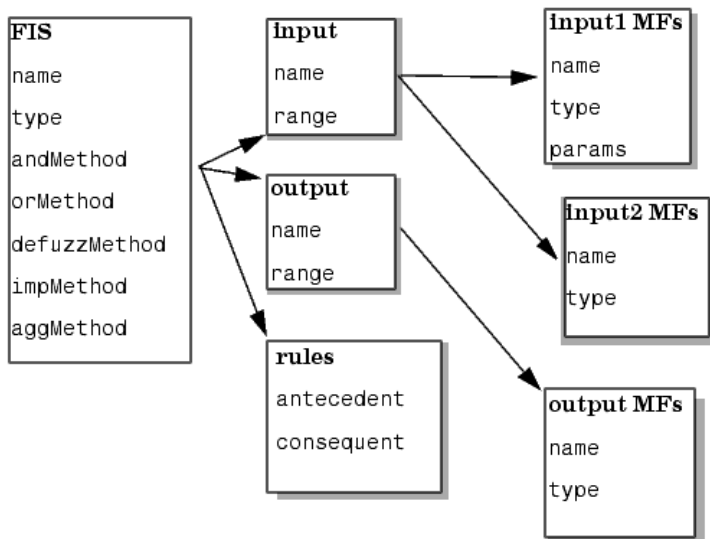 FIS
name
type
andMethod
orMethod
defuzzMethod
impMethod
aggMethod
input
name
range
output
name
range
rules
antecedent
consequent
input1 MFs
name
type
params
input2 MFs
name
type
output MFs
name
type